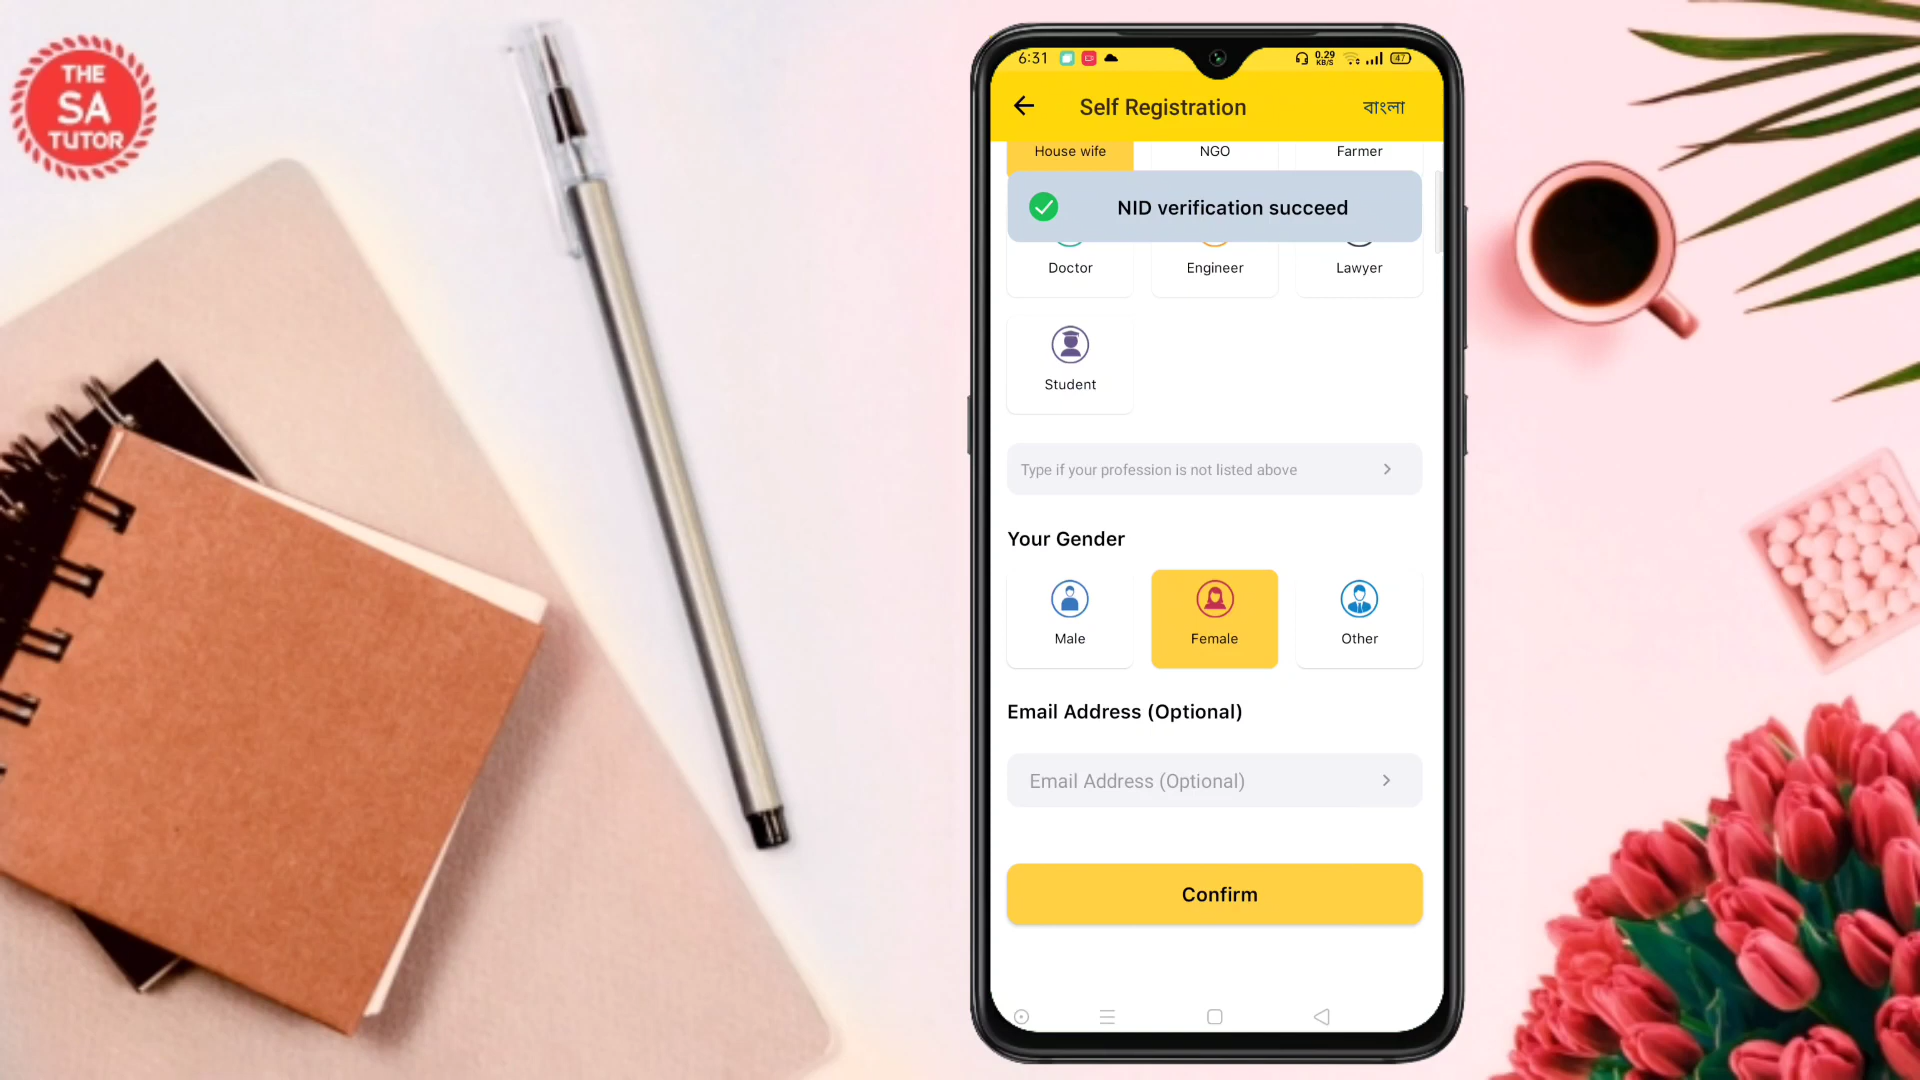 THE
SA
TUTOR
6:31
0.29
KB/S
47
Self Registration
বাংলা
House wife
NGO
Farmer
NID verification succeed
Doctor
Engineer
Lawyer
Student
Type if your profession is not listed above
Your Gender
Male
Female
Other
Email Address (Optional)
Email Address (Optional)
Confirm